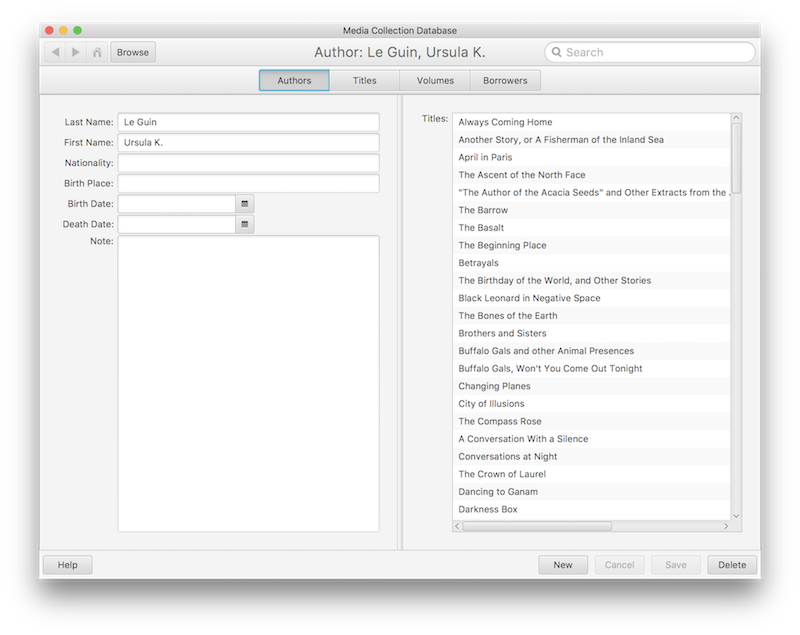 Media Collection Database
Browse
Author: Le Guin, Ursula K.
Search
Authors
Titles
Volumes
Borrowers
Last Name: Le Guin
First Name: Ursula K.
Nationality:
Birth Place:
Birth Date:
Death Date:
Note:
Titles:
Always Coming Home
Another Story, or A Fisherman of the Inland Sea
April in Paris
The Ascent of the North Face
"The Author of the Acacia Seeds" and Other Extracts from the
The Barrow
The Basalt
The Beginning Place
Betrayals
The Birthday of the World, and Other Stories
Black Leonard in Negative Space
The Bones of the Earth
Brothers and Sisters
Buffalo Gals and other Animal Presences
Buffalo Gals, Won't You Come Out Tonight
Changing Planes
City of Illusions
The Compass Rose
A Conversation With a Silence
Conversations at Night
The Crown of Laurel
Dancing to Ganam
Darkness Box
Help
New
Cancel
Save
Delete